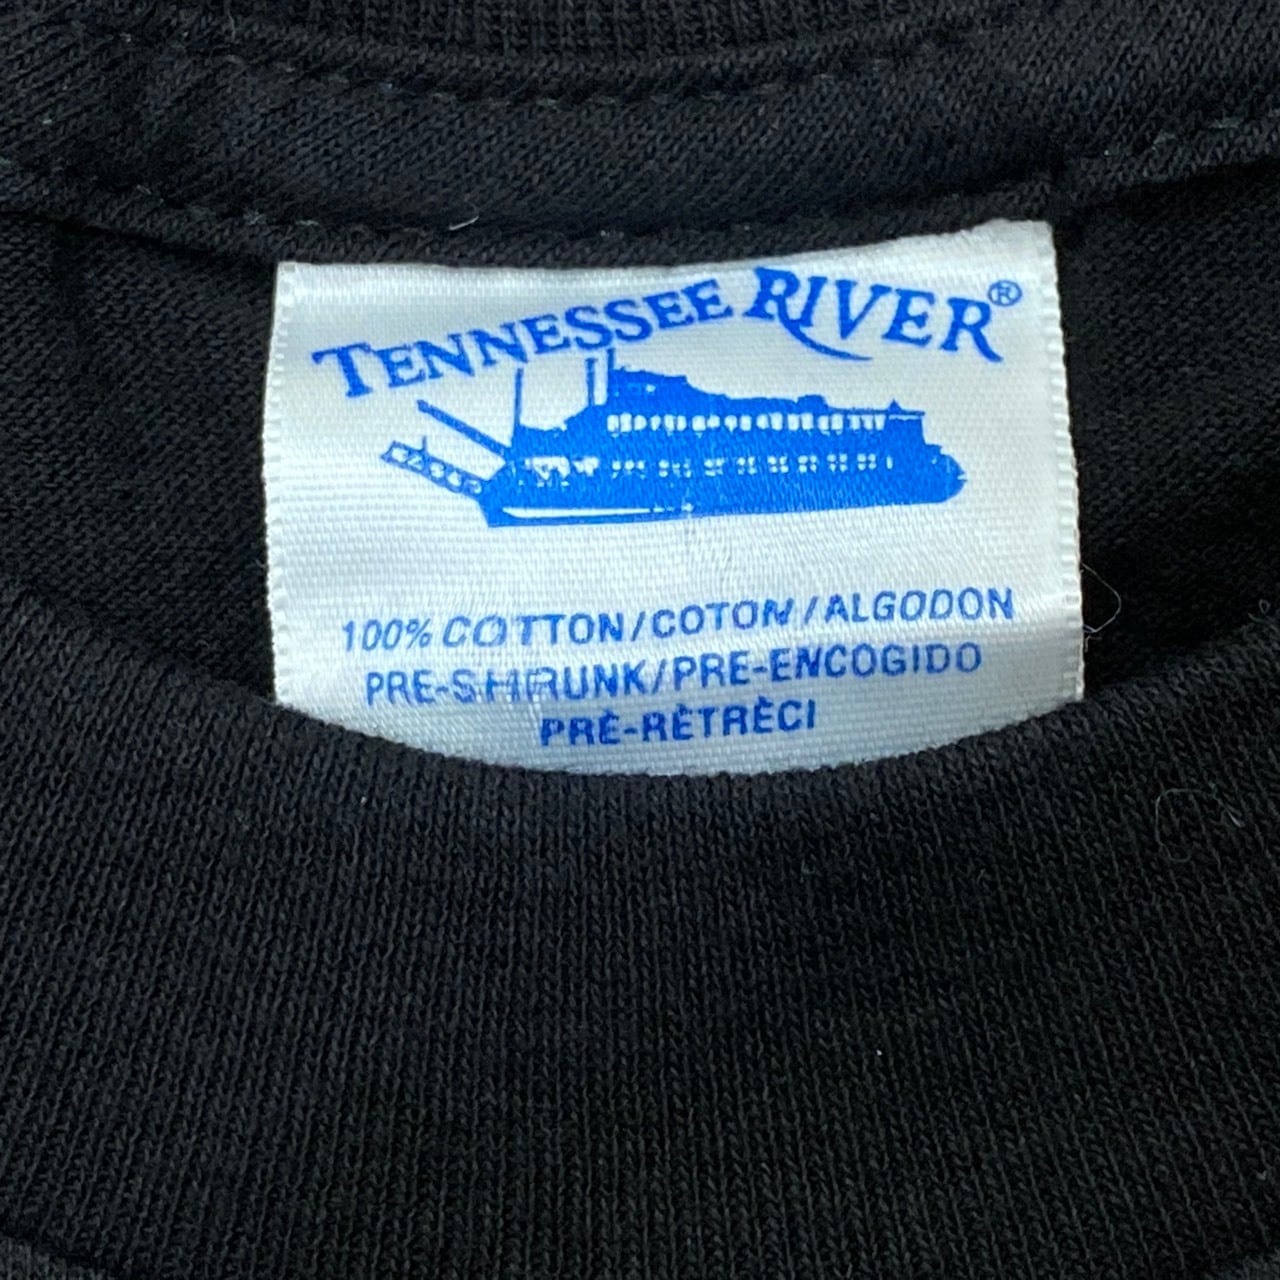 TENNESSEE RIVER®
100% COTTON/COTON/ALGODON
PRE-SHRUNK/PRE-ENCOGIDO
PRÈ-RÈTRÈCI